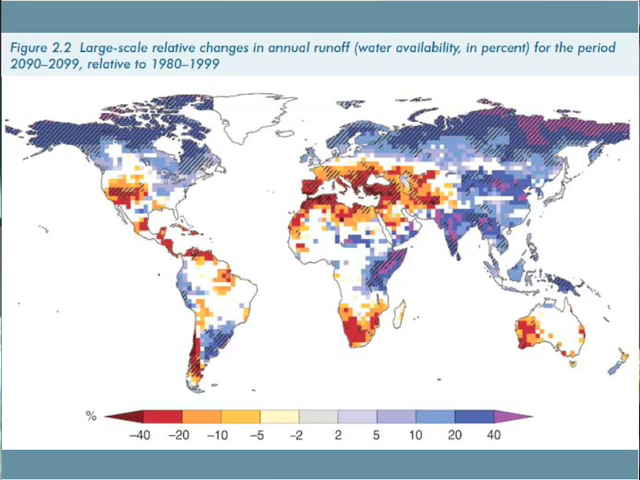 Figure 2.2 Large-scale relative changes in annual runoff (water availability, in percent) for the period
2090–2099, relative to 1980–1999
%
–40 –20 –10 –5 –2 2 5 10 20 40